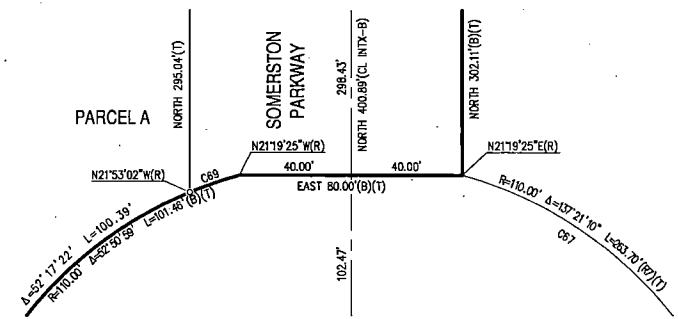 PARCEL A
NORTH 295.04'(T)
SOMERSTON
PARKWAY
298.43'
NORTH 400.89'(CL INTX-B)
NORTH 302.11'(B)(T)
N21°19'25"W(R)
N21°19'25"E(R)
N21°53'02"W(R)
C69
40.00'
40.00'
EAST 80.00'(B)(T)
Δ=52°17'22" L=100.39'
R=110.00' Δ=52°50'59" L=101.46'(B)(T)
102.47'
R=110.00' Δ=137°21'10" L=263.70'(R7)(T)
C67